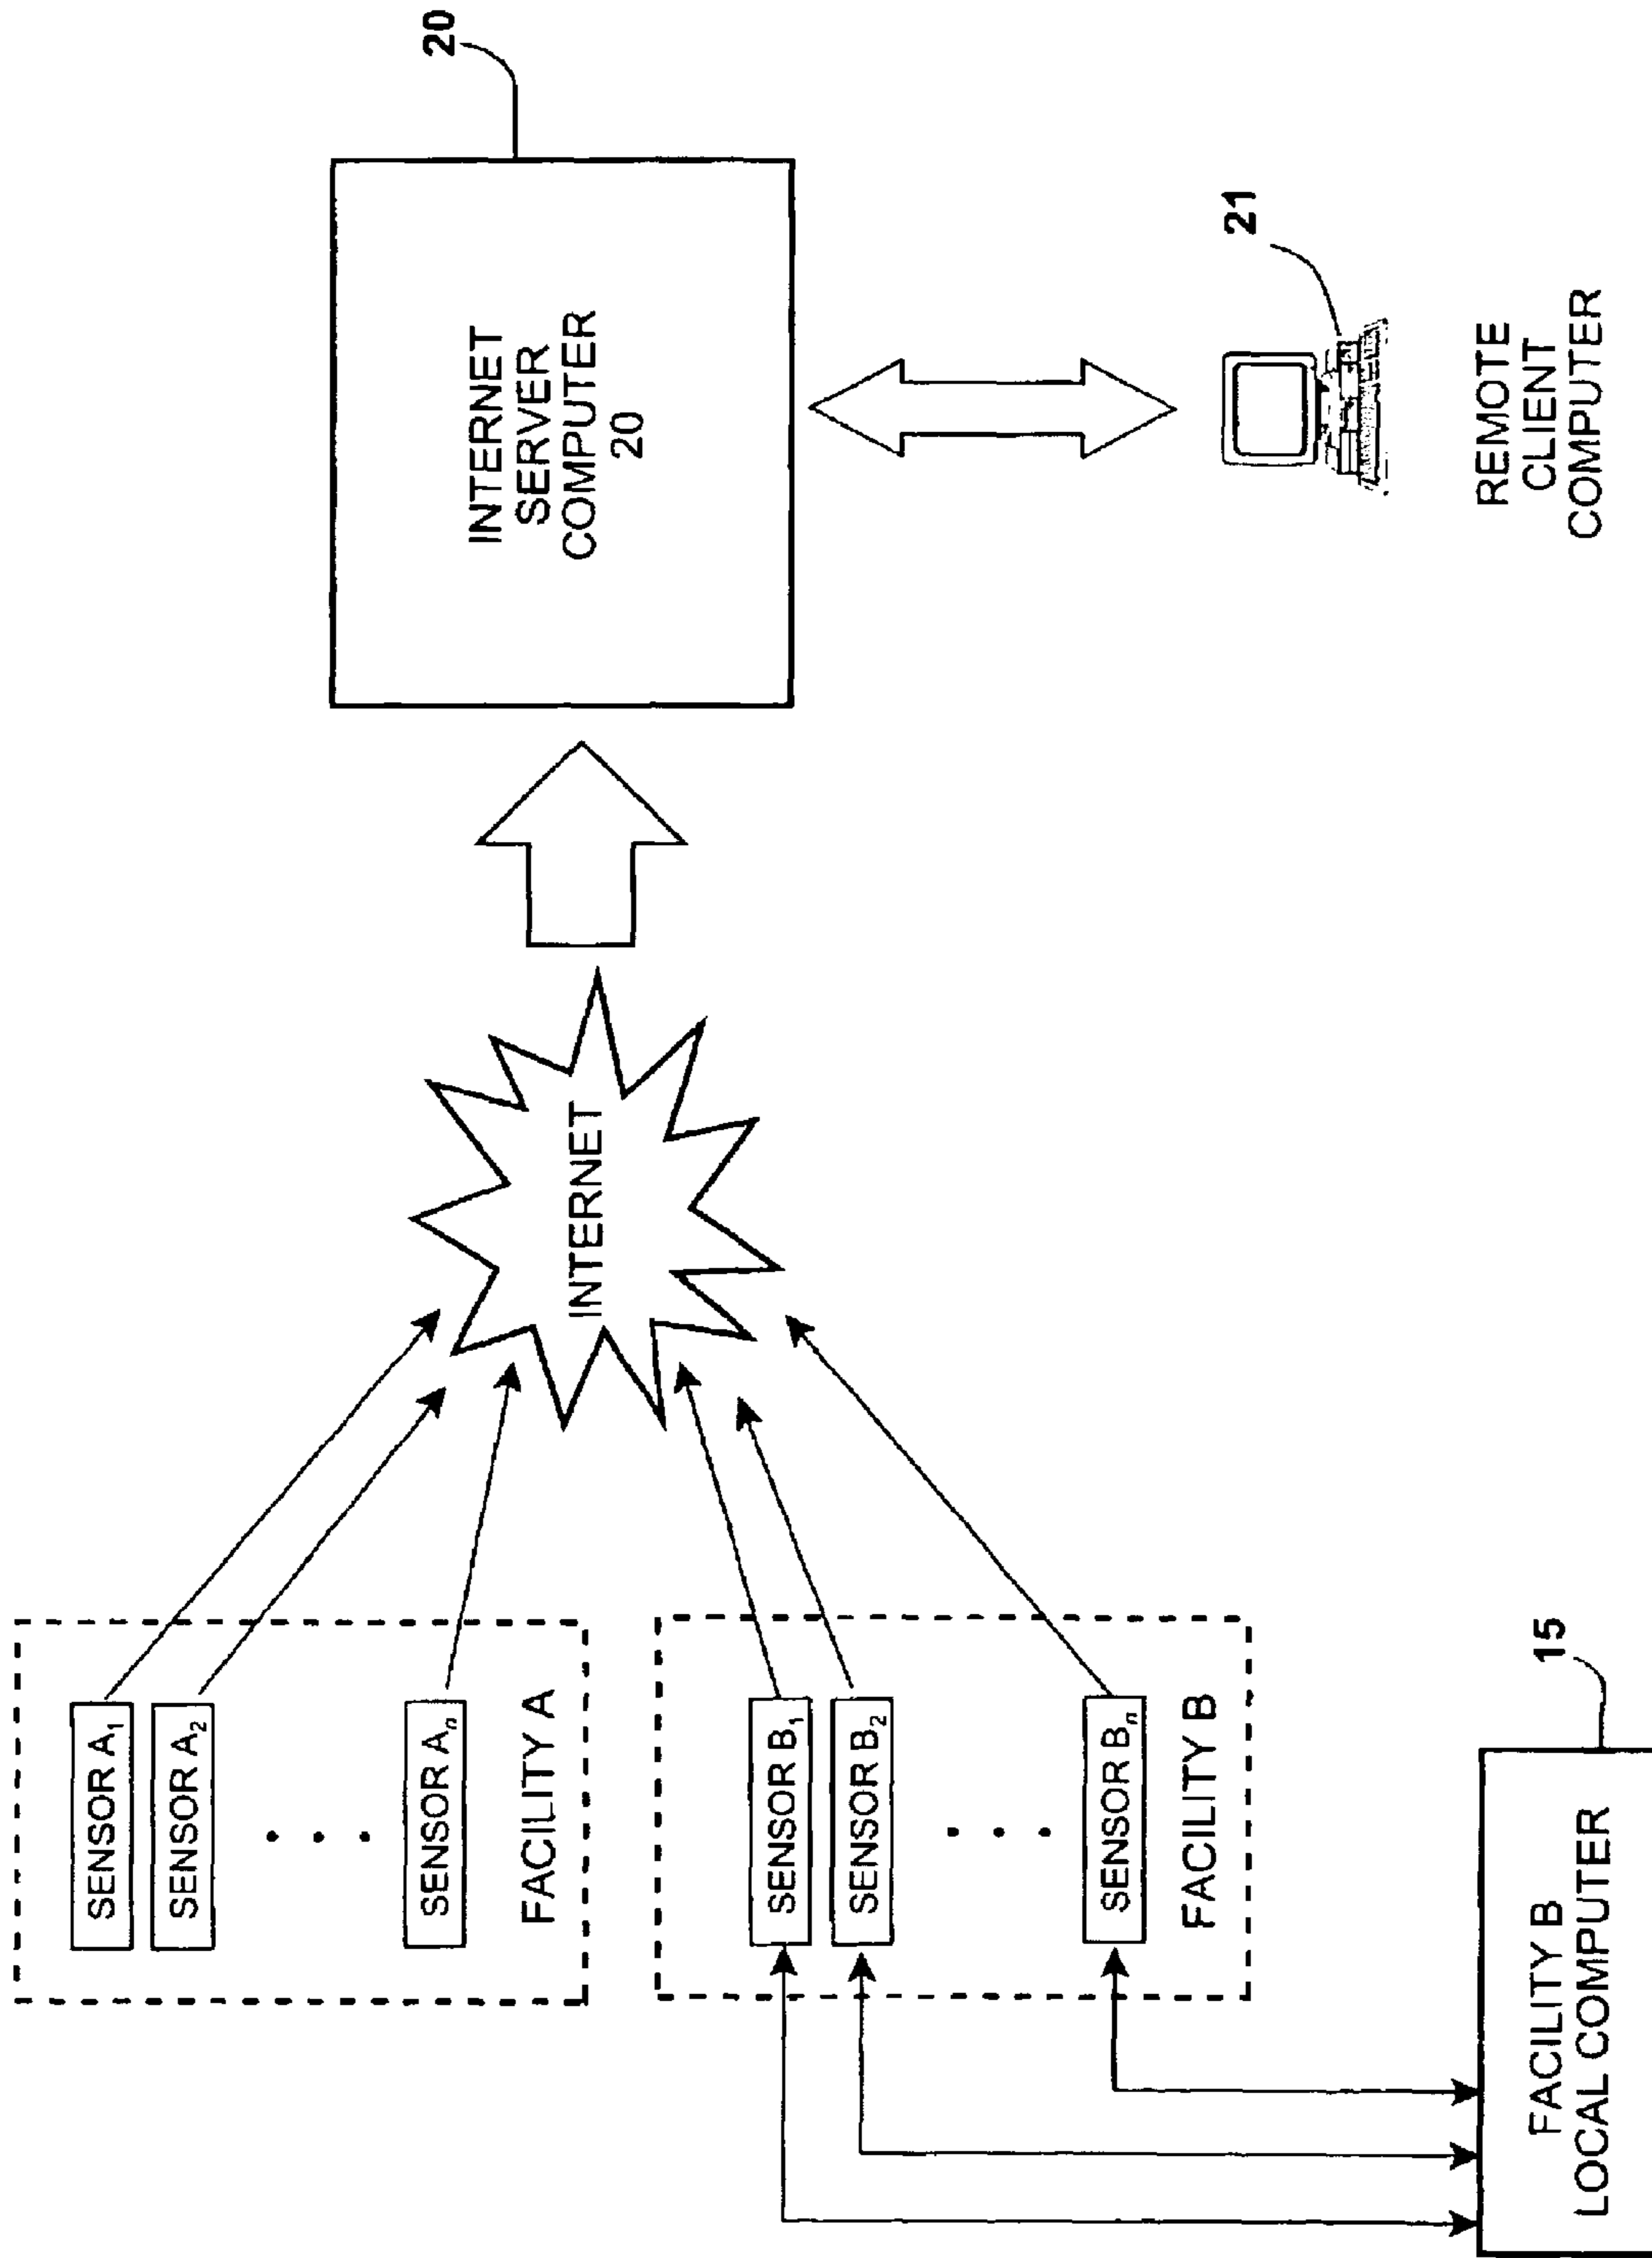 SENSOR A1
SENSOR A2
. . .
SENSOR An
FACILITY A
SENSOR B1
SENSOR B2
. . .
SENSOR Bn
FACILITY B
FACILITY B
LOCAL COMPUTER
15
INTERNET
INTERNET
SERVER
COMPUTER
20
20
21
REMOTE
CLIENT
COMPUTER